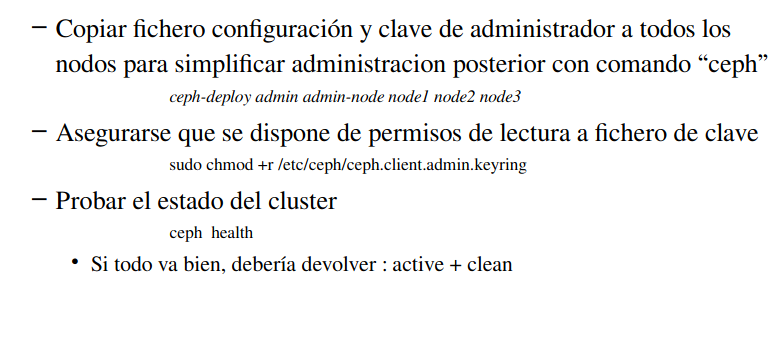 – Copiar fichero configuración y clave de administrador a todos los
nodos para simplificar administracion posterior con comando “ceph”
ceph-deploy admin admin-node node1 node2 node3
– Asegurarse que se dispone de permisos de lectura a fichero de clave
sudo chmod +r /etc/ceph/ceph.client.admin.keyring
– Probar el estado del cluster
ceph health
• Si todo va bien, debería devolver : active + clean